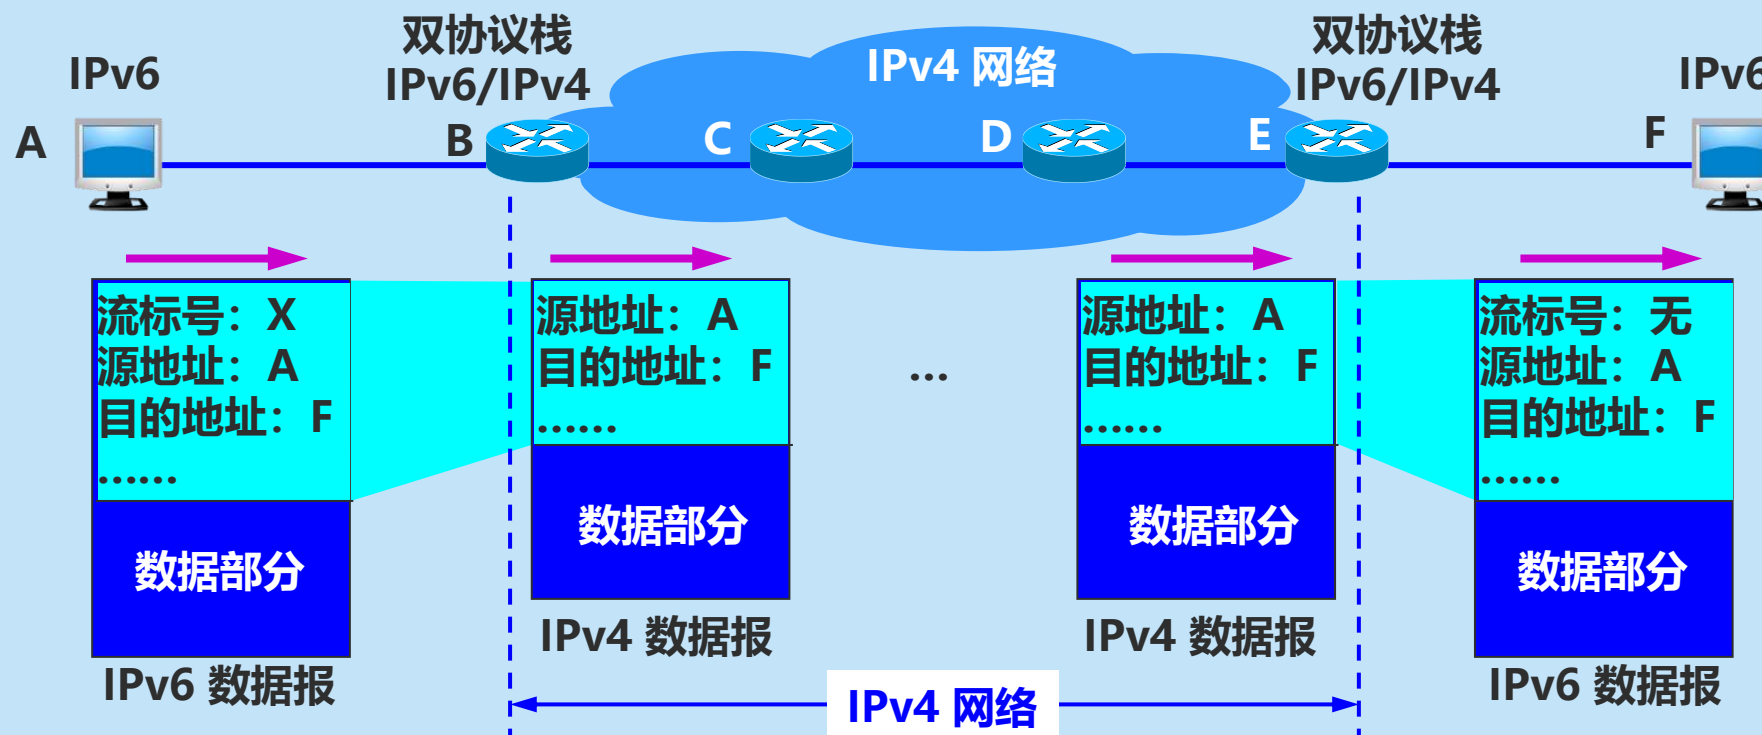 双协议栈
IPv6/IPv4
IPv4 网络
双协议栈
IPv6/IPv4
IPv6
IPv6
A
B
C
D
E
F
流标号：X
源地址：A
目的地址：F
……
数据部分
IPv6 数据报
源地址：A
目的地址：F
……
数据部分
IPv4 数据报
…
源地址：A
目的地址：F
……
数据部分
IPv4 数据报
流标号：无
源地址：A
目的地址：F
……
数据部分
IPv6 数据报
IPv4 网络